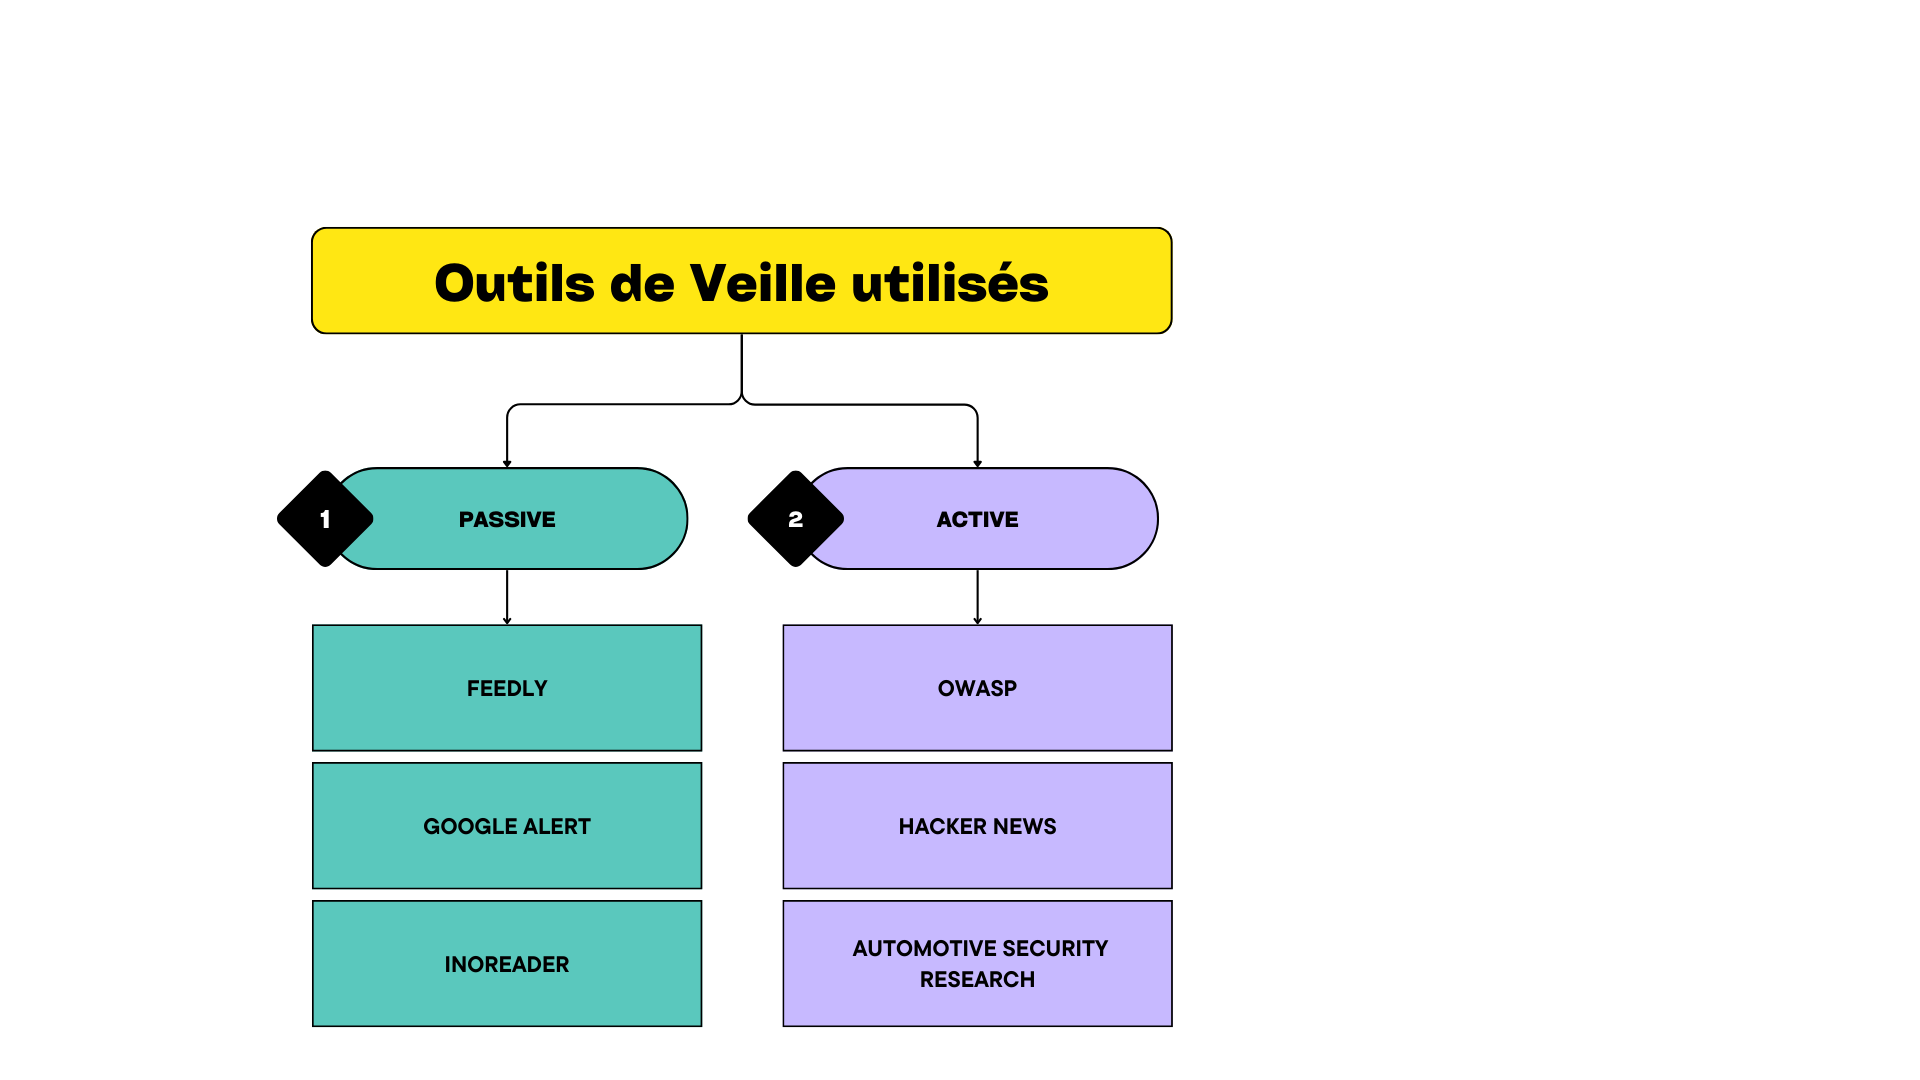 Outils de Veille utilisés
1
PASSIVE
2
ACTIVE
FEEDLY
OWASP
GOOGLE ALERT
HACKER NEWS
INOREADER
AUTOMOTIVE SECURITY
RESEARCH